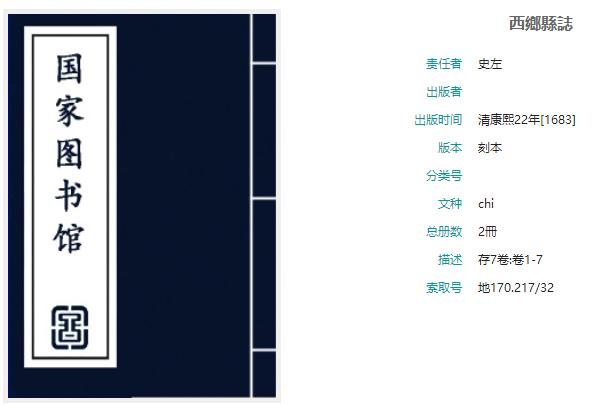 国家图书馆
西鄉縣誌
责任者 史左
出版者
出版时间 清康熙22年[1683]
版本 刻本
分类号
文种 chi
总册数 2冊
描述 存7卷:卷1-7
索取号 地170.217/32